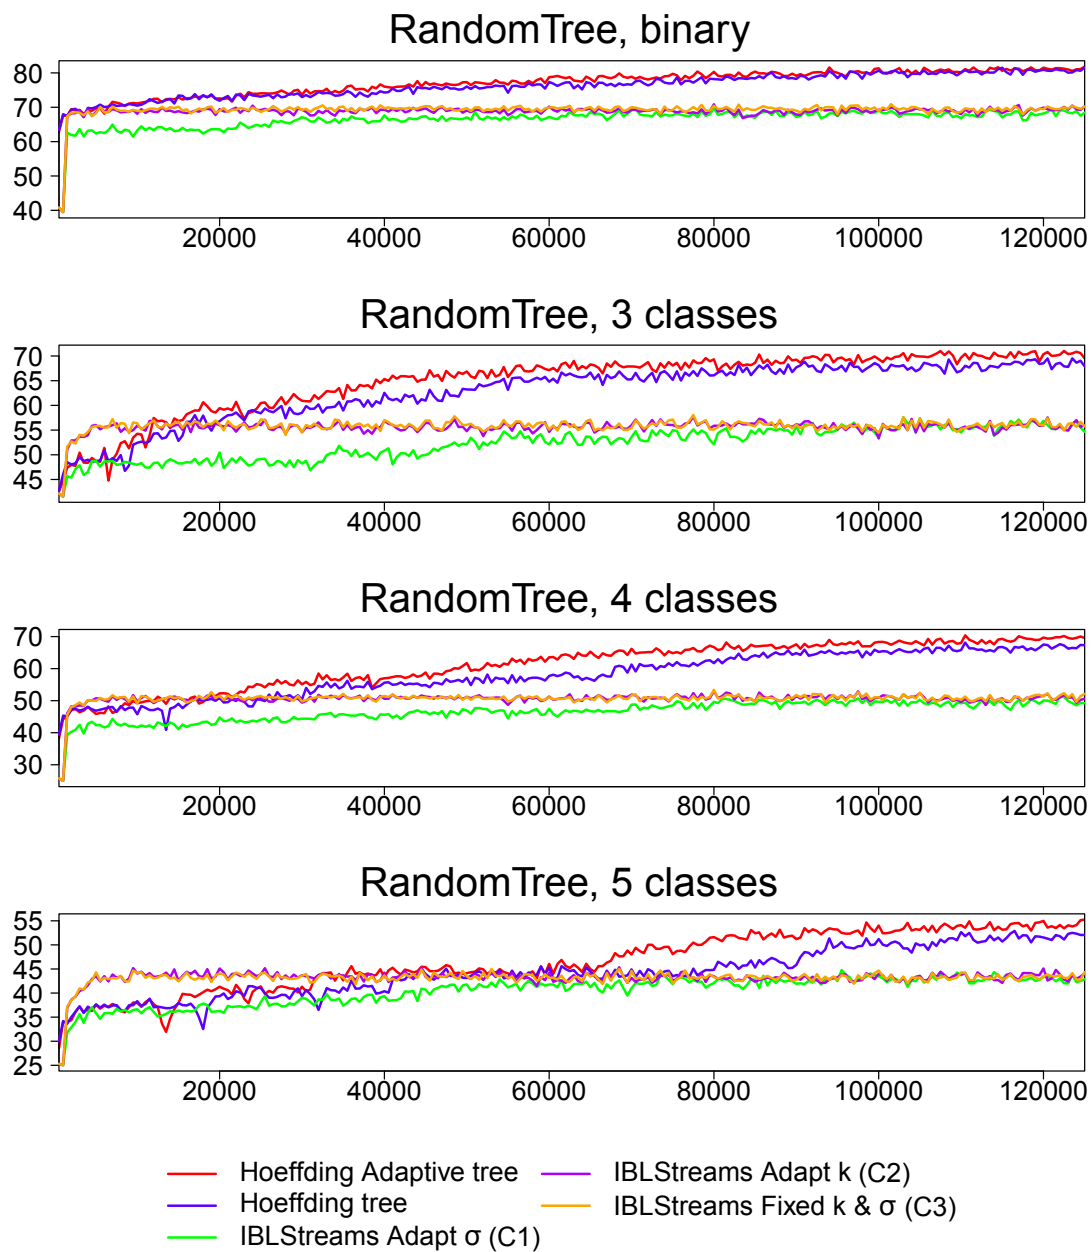 RandomTree, binary
80
70
60
50
40
20000 40000 60000 80000 100000 120000
RandomTree, 3 classes
70
65
60
55
50
45
20000 40000 60000 80000 100000 120000
RandomTree, 4 classes
70
60
50
40
30
20000 40000 60000 80000 100000 120000
RandomTree, 5 classes
55
50
45
40
35
30
25
20000 40000 60000 80000 100000 120000
Hoeffding Adaptive tree
Hoeffding tree
IBLStreams Adapt σ (C1)
IBLStreams Adapt k (C2)
IBLStreams Fixed k & σ (C3)